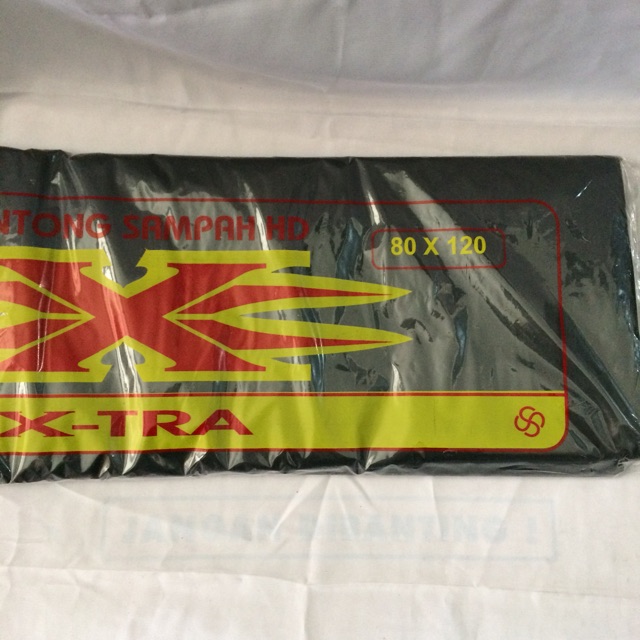 NTONG SAMPAH HD
80 X 120
X
X-TRA